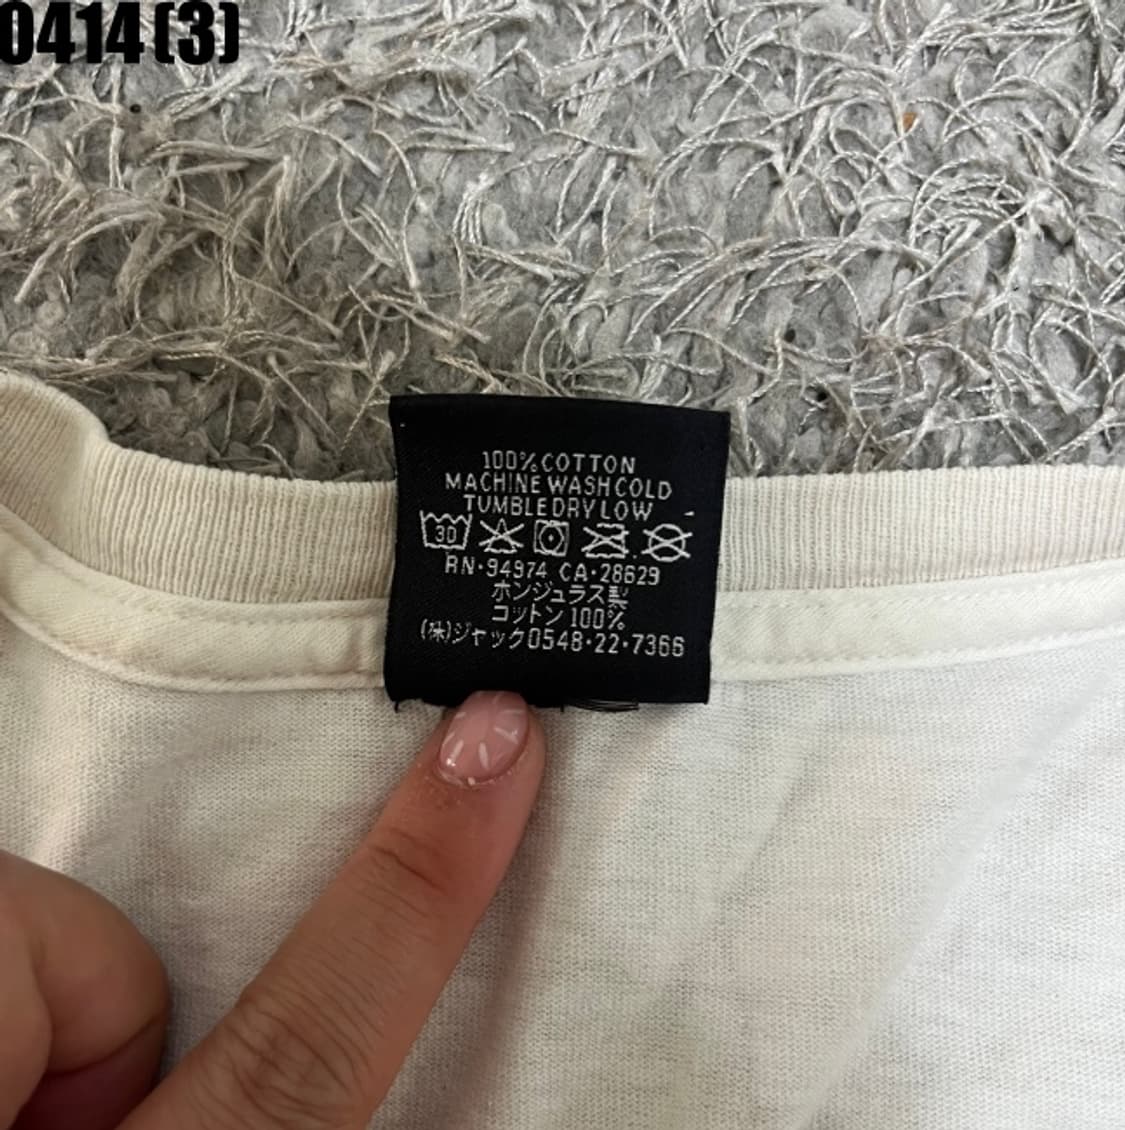 0414(3)
100% COTTON
MACHINE WASH COLD
TUMBLE DRY LOW
30
RN·94974 CA·28629
ホンジュラス製
コットン 100%
(株)ジャック0548·22·7366